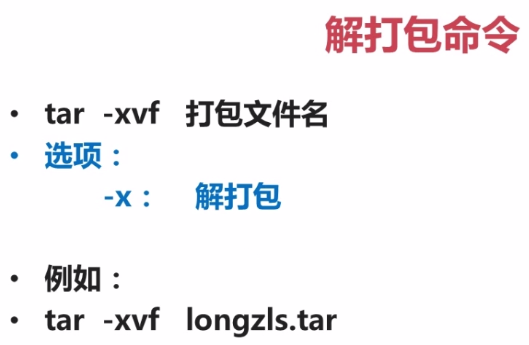 解打包命令
• tar -xvf 打包文件名
• 选项：
-x： 解打包
• 例如：
• tar -xvf longzls.tar